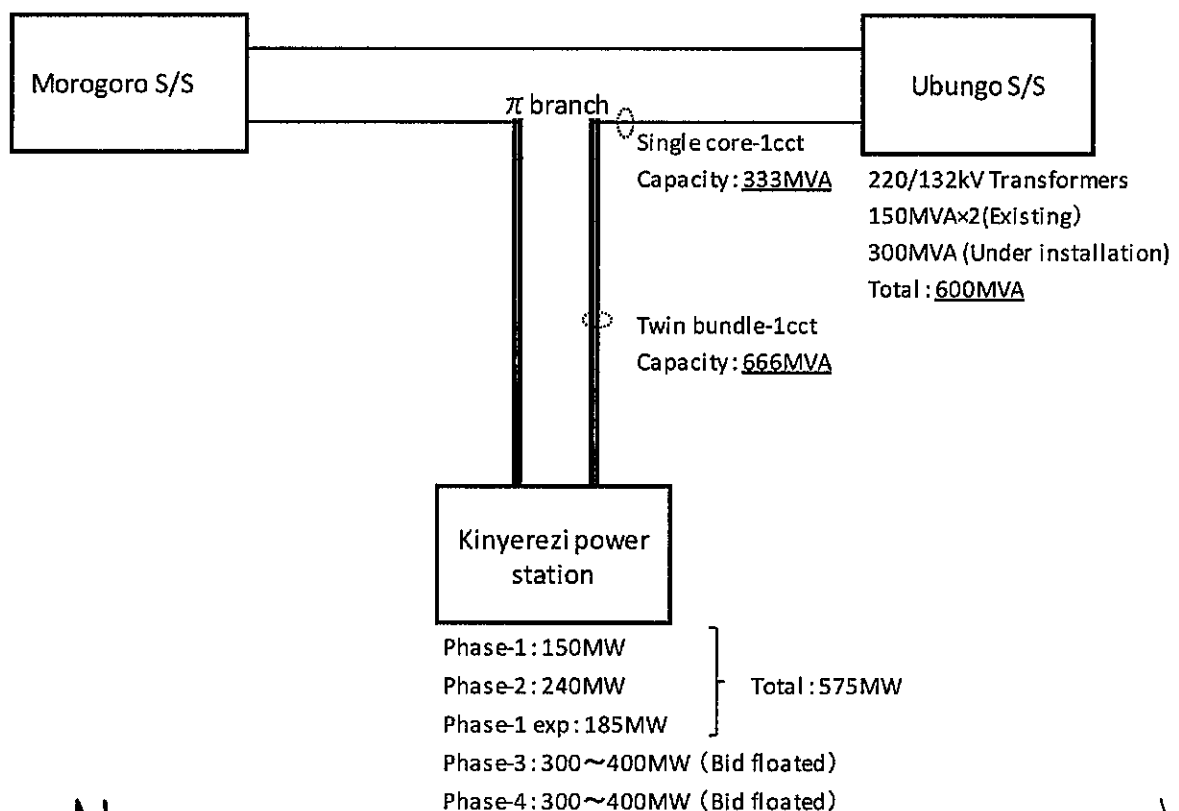 Morogoro S/S
Ubungo S/S
π branch
Single core-1cct
Capacity: 333MVA
220/132kV Transformers
150MVA×2(Existing)
300MVA (Under installation)
Total: 600MVA
Twin bundle-1cct
Capacity: 666MVA
Kinyerezi power
station
Phase-1: 150MW
Phase-2: 240MW
Total: 575MW
Phase-1 exp: 185MW
Phase-3: 300～400MW (Bid floated)
Phase-4: 300～400MW (Bid floated)